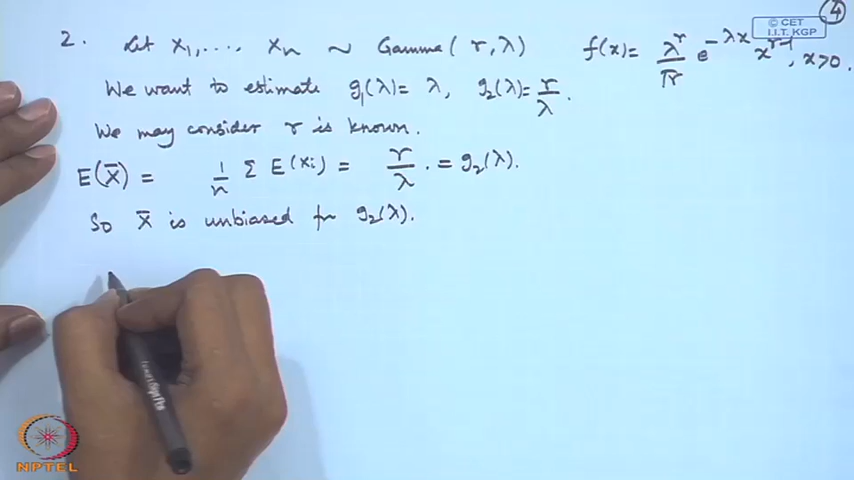 ④
© CET
I.I.T. KGP
2. Let X₁, ..., Xₙ ~ Gamma(r, λ) f(x) = λ^r/Γr e^{-λx} x^{r-1}, x>0.
We want to estimate g₁(λ) = λ, g₂(λ) = r/λ.
We may consider r is known.
E(X̄) = 1/n Σ E(Xi) = r/λ. = g₂(λ).
So X̄ is unbiased for g₂(λ).
NPTEL